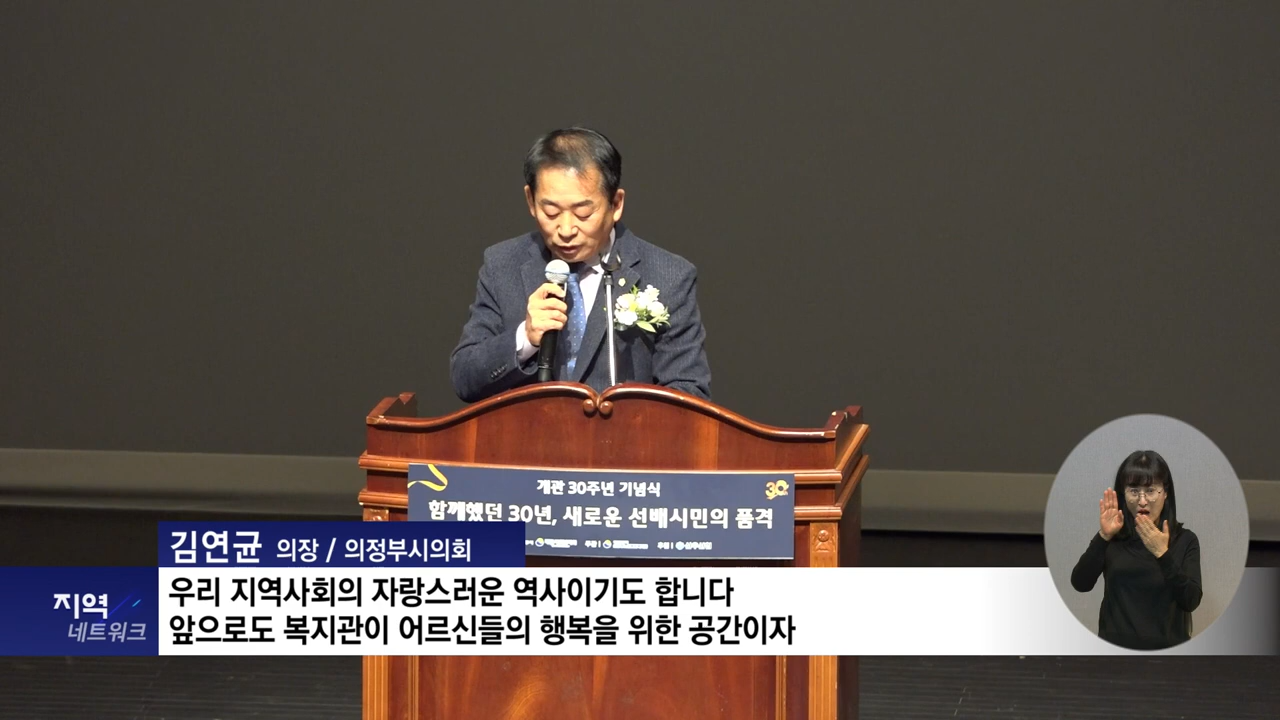 개관 30주년 기념식
30
함께했던 30년, 새로운 선배시민의 품격
김연균 의장 / 의정부시의회
지역
네트워크
우리 지역사회의 자랑스러운 역사이기도 합니다
앞으로도 복지관이 어르신들의 행복을 위한 공간이자